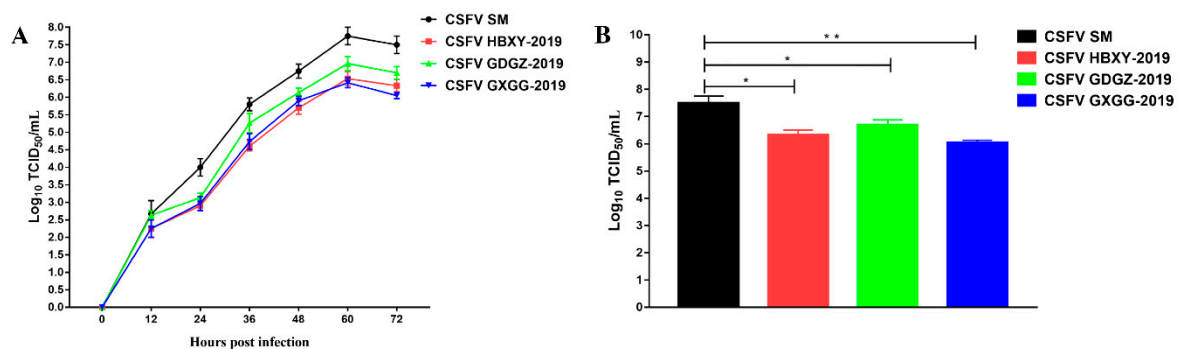 A
Log10 TCID50/mL
8.0
7.5
7.0
6.5
6.0
5.5
5.0
4.5
4.0
3.5
3.0
2.5
2.0
1.5
1.0
0.5
0.0
0 12 24 36 48 60 72
Hours post infection
CSFV SM
CSFV HBXY-2019
CSFV GDGZ-2019
CSFV GXGG-2019
B
Log10 TCID50/mL
10
9
8
7
6
5
4
3
2
1
0
* *
*
*
CSFV SM
CSFV HBXY-2019
CSFV GDGZ-2019
CSFV GXGG-2019